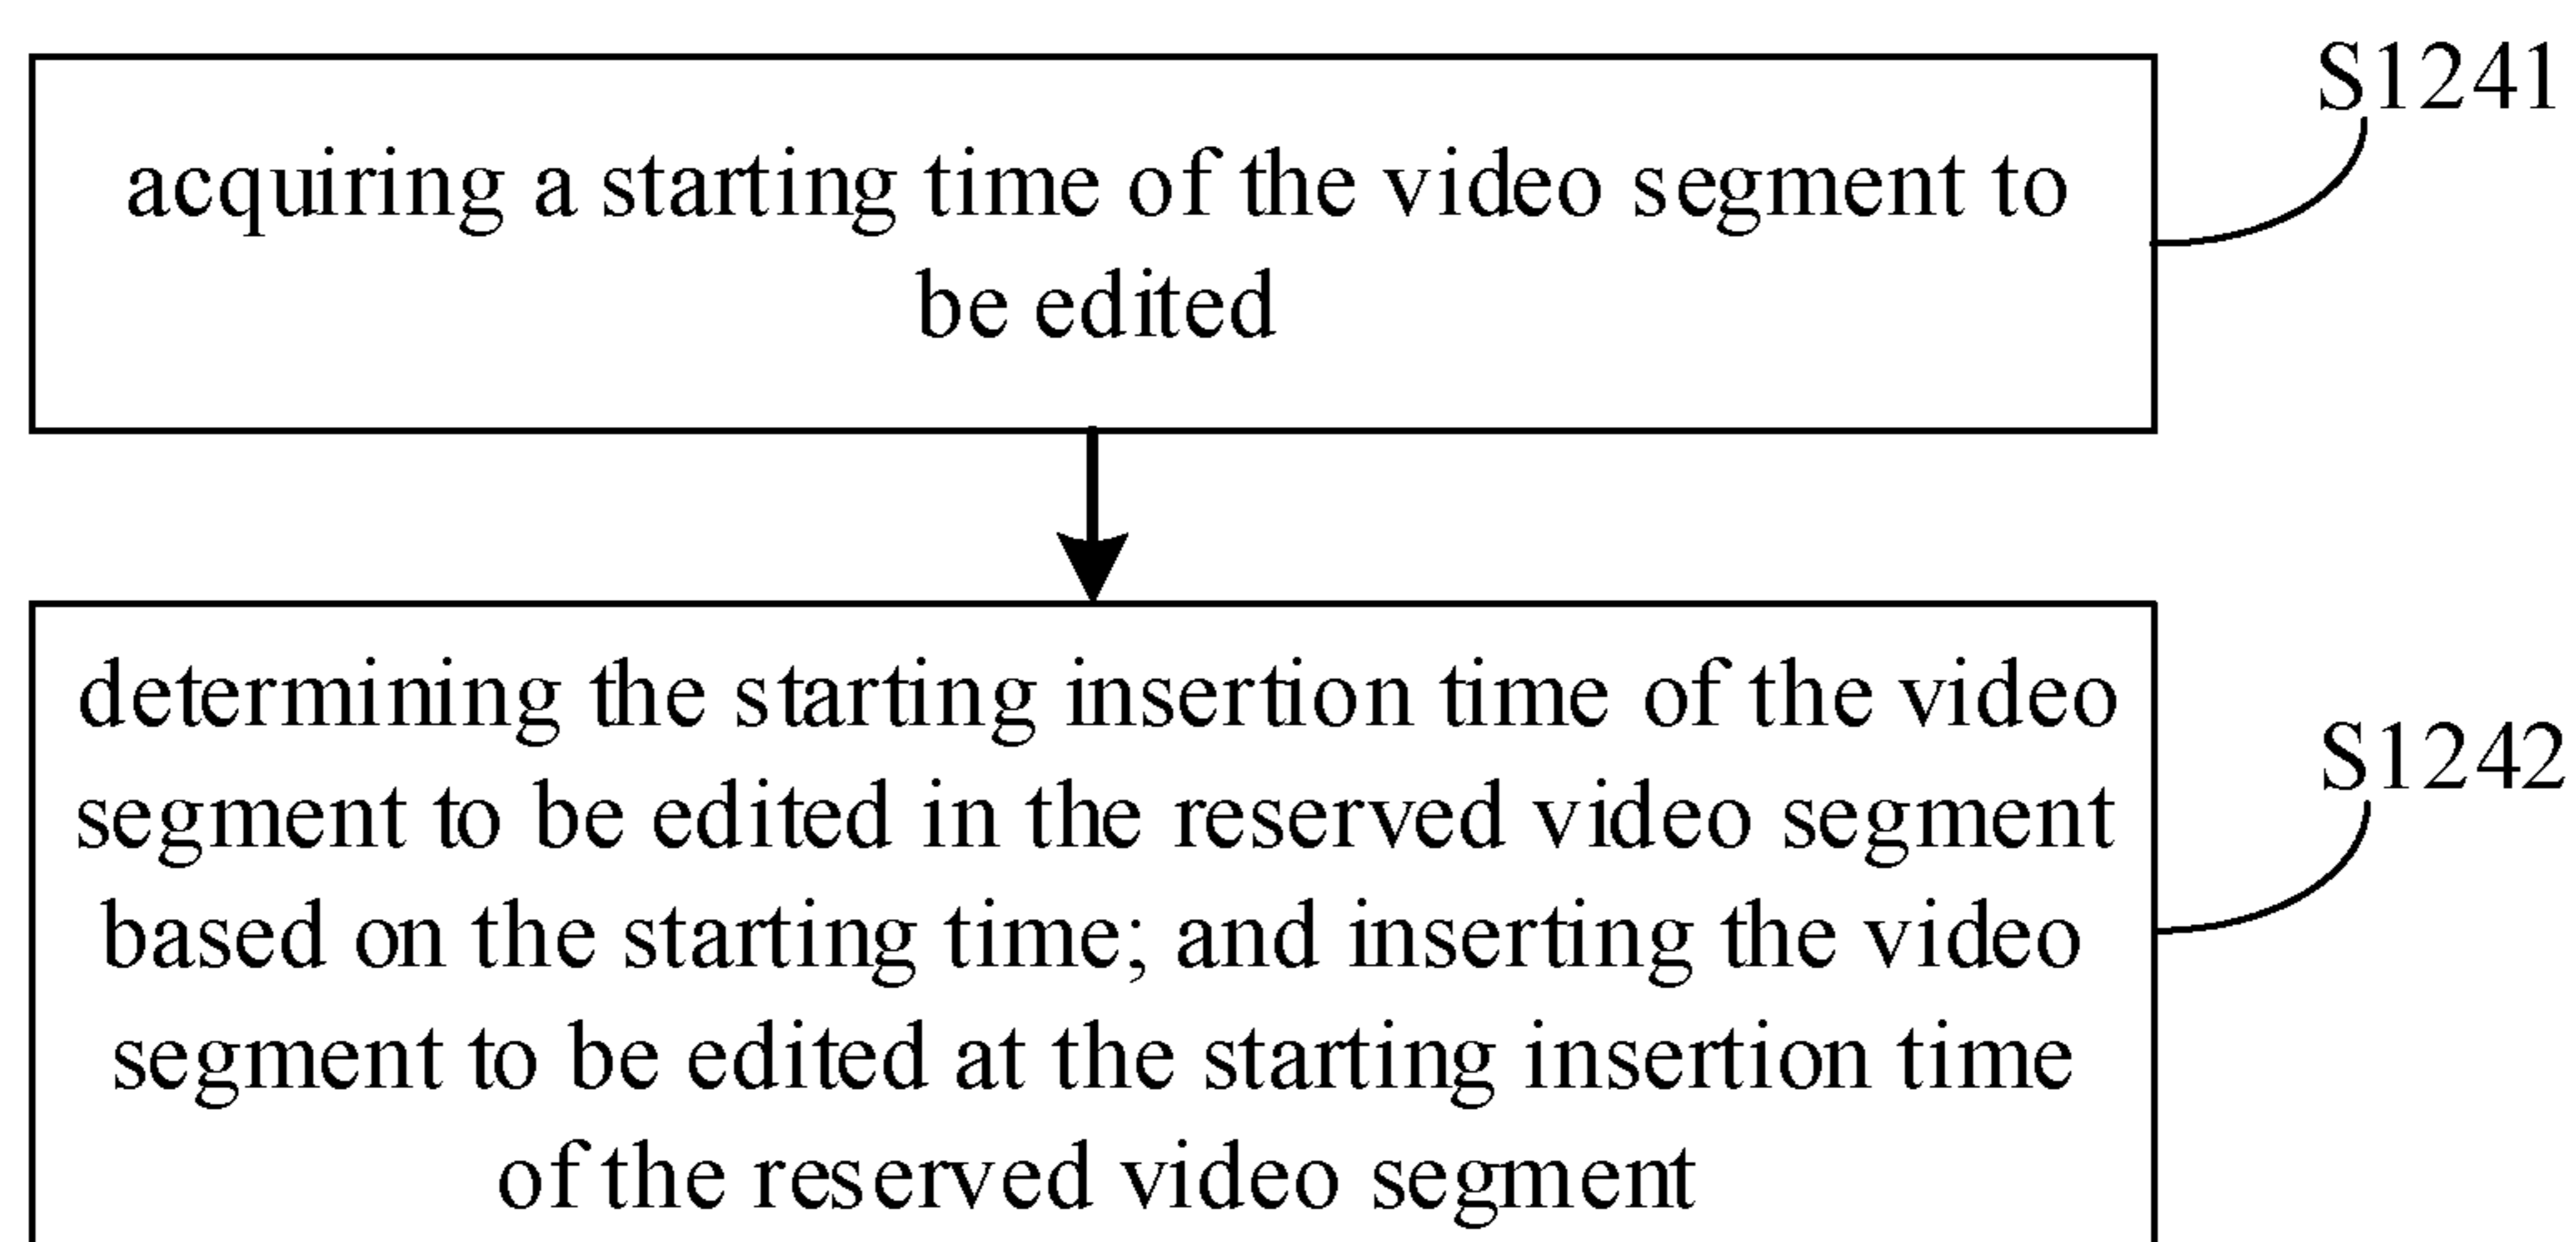 S1241
acquiring a starting time of the video segment to
be edited
determining the starting insertion time of the video
segment to be edited in the reserved video segment
S1242
based on the starting time; and inserting the video
segment to be edited at the starting insertion time
of the reserved video segment